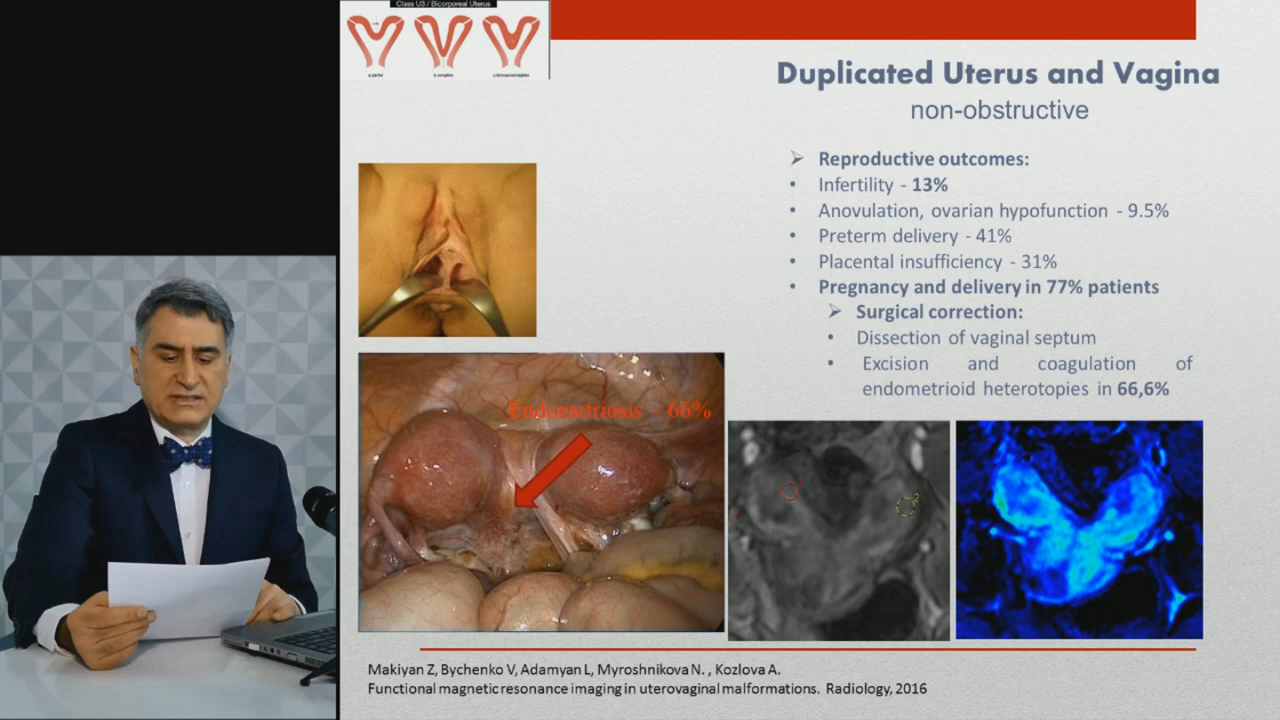 Class U3 / Bicorporeal Uterus
Duplicated Uterus and Vagina
non-obstructive
➢ Reproductive outcomes:
• Infertility - 13%
• Anovulation, ovarian hypofunction - 9.5%
• Preterm delivery - 41%
• Placental insufficiency - 31%
• Pregnancy and delivery in 77% patients
➢ Surgical correction:
• Dissection of vaginal septum
• Excision and coagulation of
endometrioid heterotopies in 66,6%
Endometriosis – 66%
Makiyan Z, Bychenko V, Adamyan L, Myroshnikova N. , Kozlova A.
Functional magnetic resonance imaging in uterovaginal malformations. Radiology, 2016